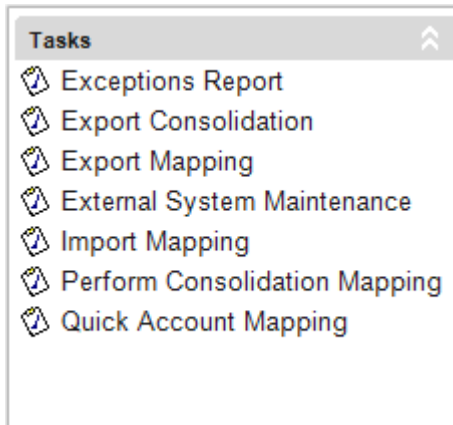 Tasks
Exceptions Report
Export Consolidation
Export Mapping
External System Maintenance
Import Mapping
Perform Consolidation Mapping
Quick Account Mapping